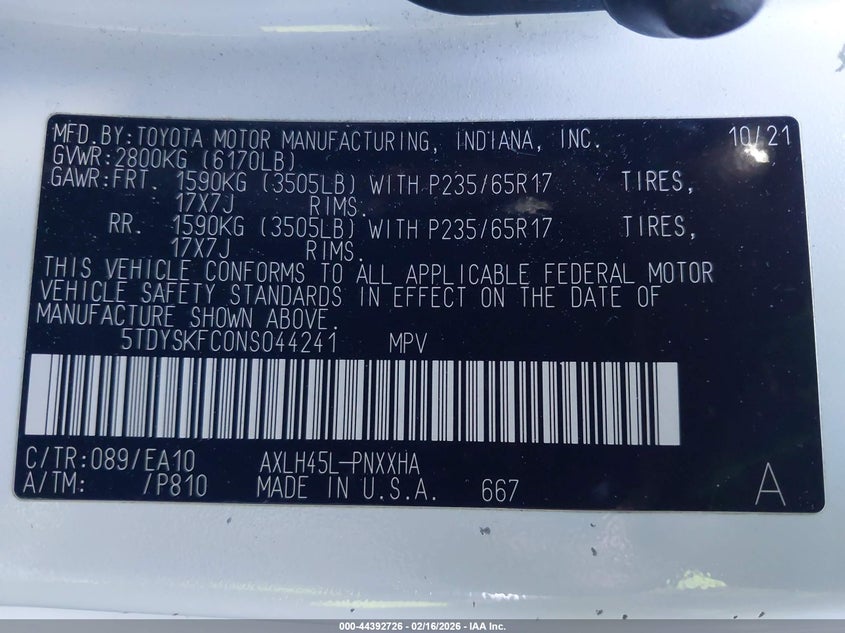 MFD.BY:TOYOTA MOTOR MANUFACTURING, INDIANA, INC. 10/21
GVWR:2800KG (6170LB)
GAWR:FRT. 1590KG (3505LB) WITH P235/65R17 TIRES,
17X7J RIMS.
RR. 1590KG (3505LB) WITH P235/65R17 TIRES,
17X7J RIMS.
THIS VEHICLE CONFORMS TO ALL APPLICABLE FEDERAL MOTOR
VEHICLE SAFETY STANDARDS IN EFFECT ON THE DATE OF
MANUFACTURE SHOWN ABOVE.
5TDYSKFC0NS044241 MPV
C/TR:089/EA10 AXLH45L-PNXXHA
A/TM: /P810 MADE IN U.S.A. 667 A
000-44392726 - 02/16/2026 - IAA Inc.